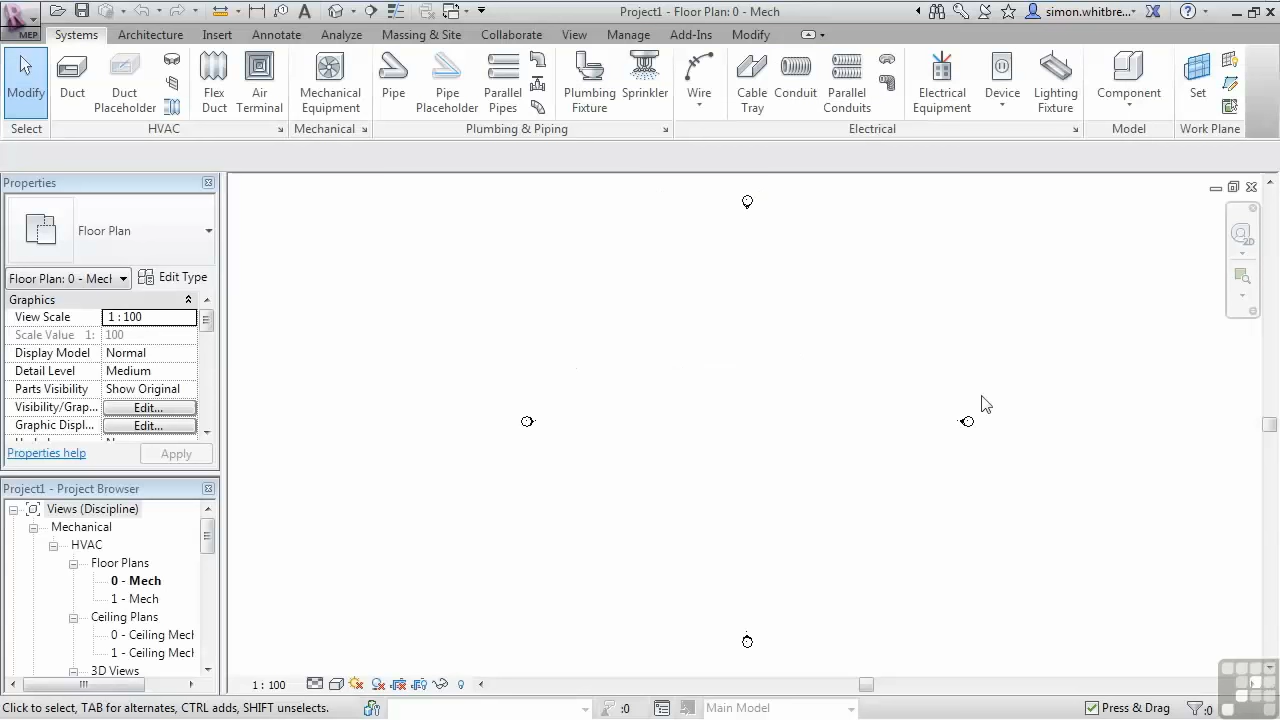 Project1 - Floor Plan: 0 - Mech
simon.whitbre...
MEP
Systems Architecture Insert Annotate Analyze Massing & Site Collaborate View Manage Add-Ins Modify
Modify
Duct
Duct Placeholder
Flex Duct
Air Terminal
Mechanical Equipment
Pipe
Pipe Placeholder
Parallel Pipes
Plumbing Fixture
Sprinkler
Wire
Cable Tray
Conduit
Parallel Conduits
Electrical Equipment
Device
Lighting Fixture
Component
Set
Select HVAC Mechanical Plumbing & Piping Electrical Model Work Plane
Properties
Floor Plan
Floor Plan: 0 - Mecl Edit Type
Graphics
View Scale 1 : 100
Scale Value 1: 100
Display Model Normal
Detail Level Medium
Parts Visibility Show Original
Visibility/Grap... Edit...
Graphic Displ... Edit...
Properties help Apply
Project1 - Project Browser
Views (Discipline)
Mechanical
HVAC
Floor Plans
0 - Mech
1 - Mech
Ceiling Plans
0 - Ceiling Mecl
1 - Ceiling Mecl
3D Views
2D
1 : 100
Click to select, TAB for alternates, CTRL adds, SHIFT unselects. :0 Main Model Press & Drag :0